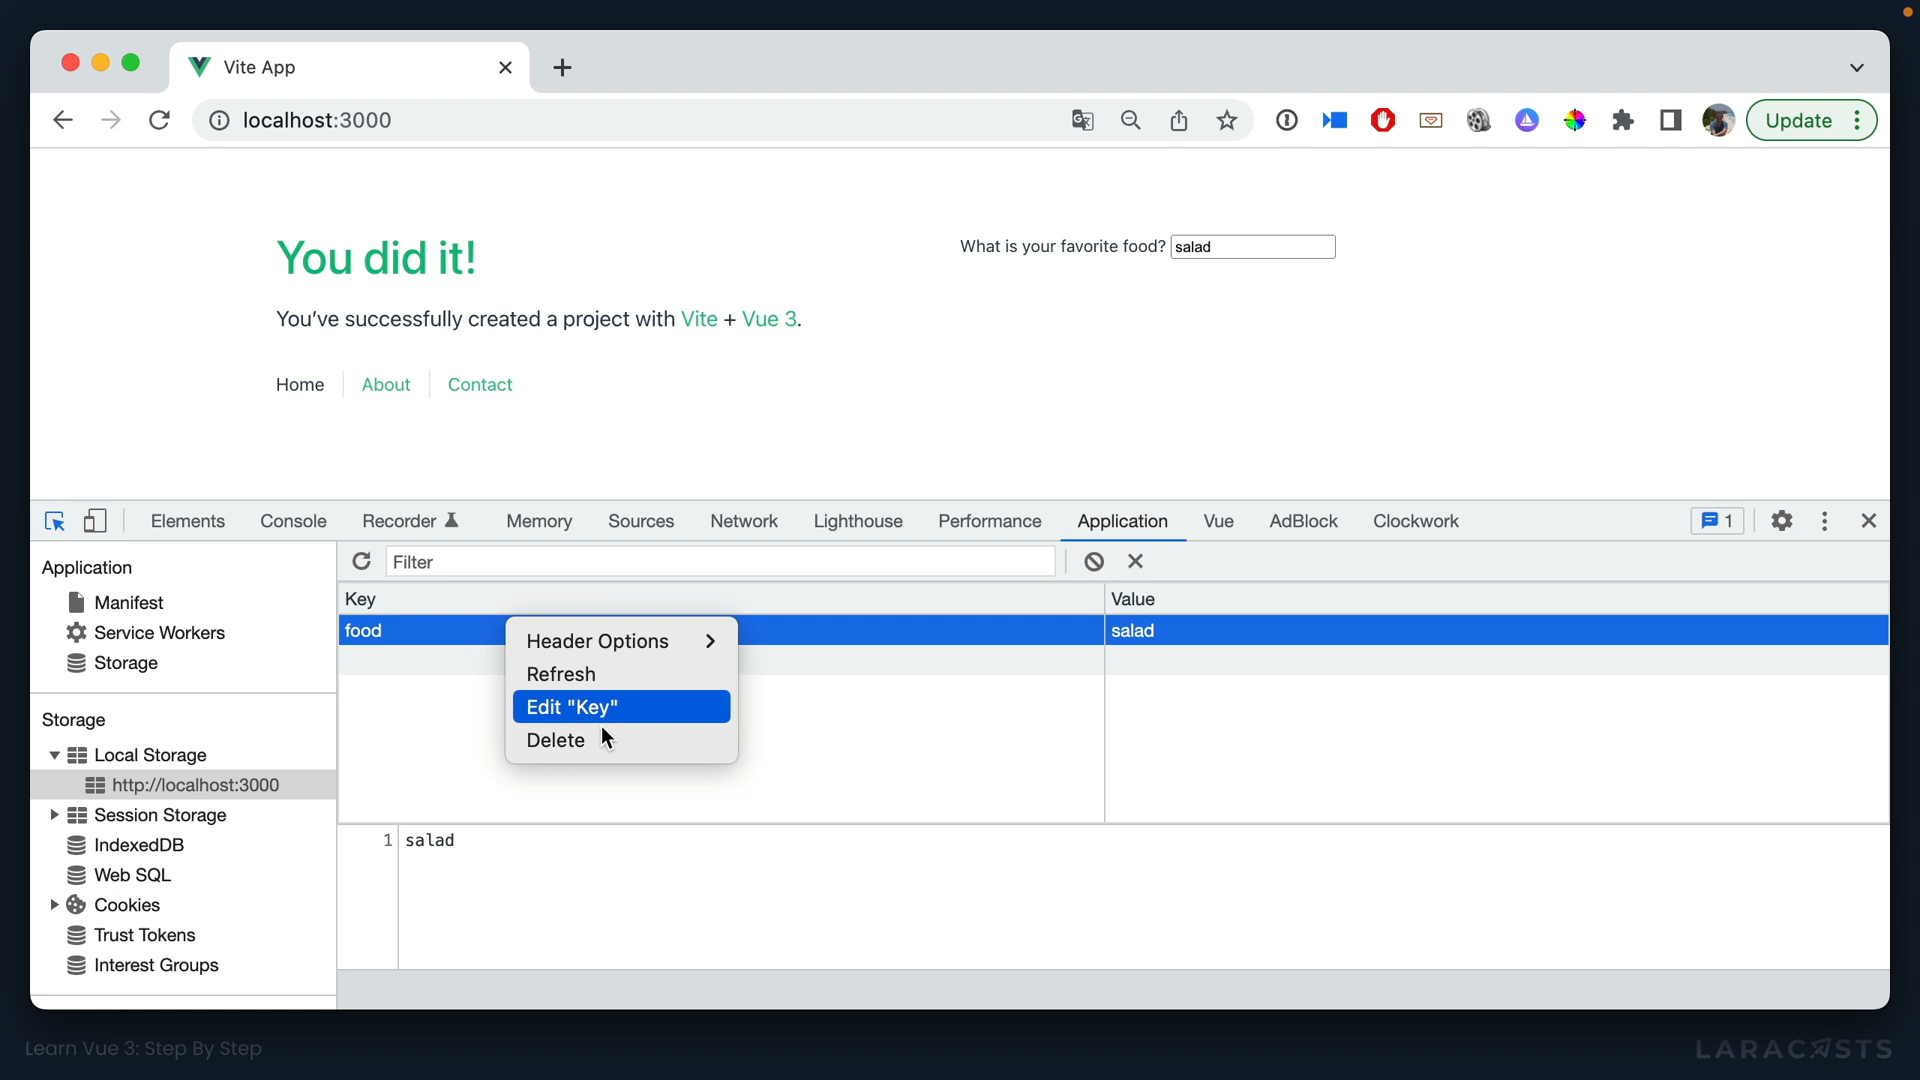 Vite App
localhost:3000
Update
You did it!
You've successfully created a project with Vite + Vue 3.
Home
About
Contact
What is your favorite food? salad
Elements
Console
Recorder
Memory
Sources
Network
Lighthouse
Performance
Application
Vue
AdBlock
Clockwork
1
Application
Manifest
Service Workers
Storage
Storage
Local Storage
http://localhost:3000
Session Storage
IndexedDB
Web SQL
Cookies
Trust Tokens
Interest Groups
Filter
Key
Value
food
salad
Header Options
Refresh
Edit "Key"
Delete
1 salad
Learn Vue 3: Step By Step
LARACASTS